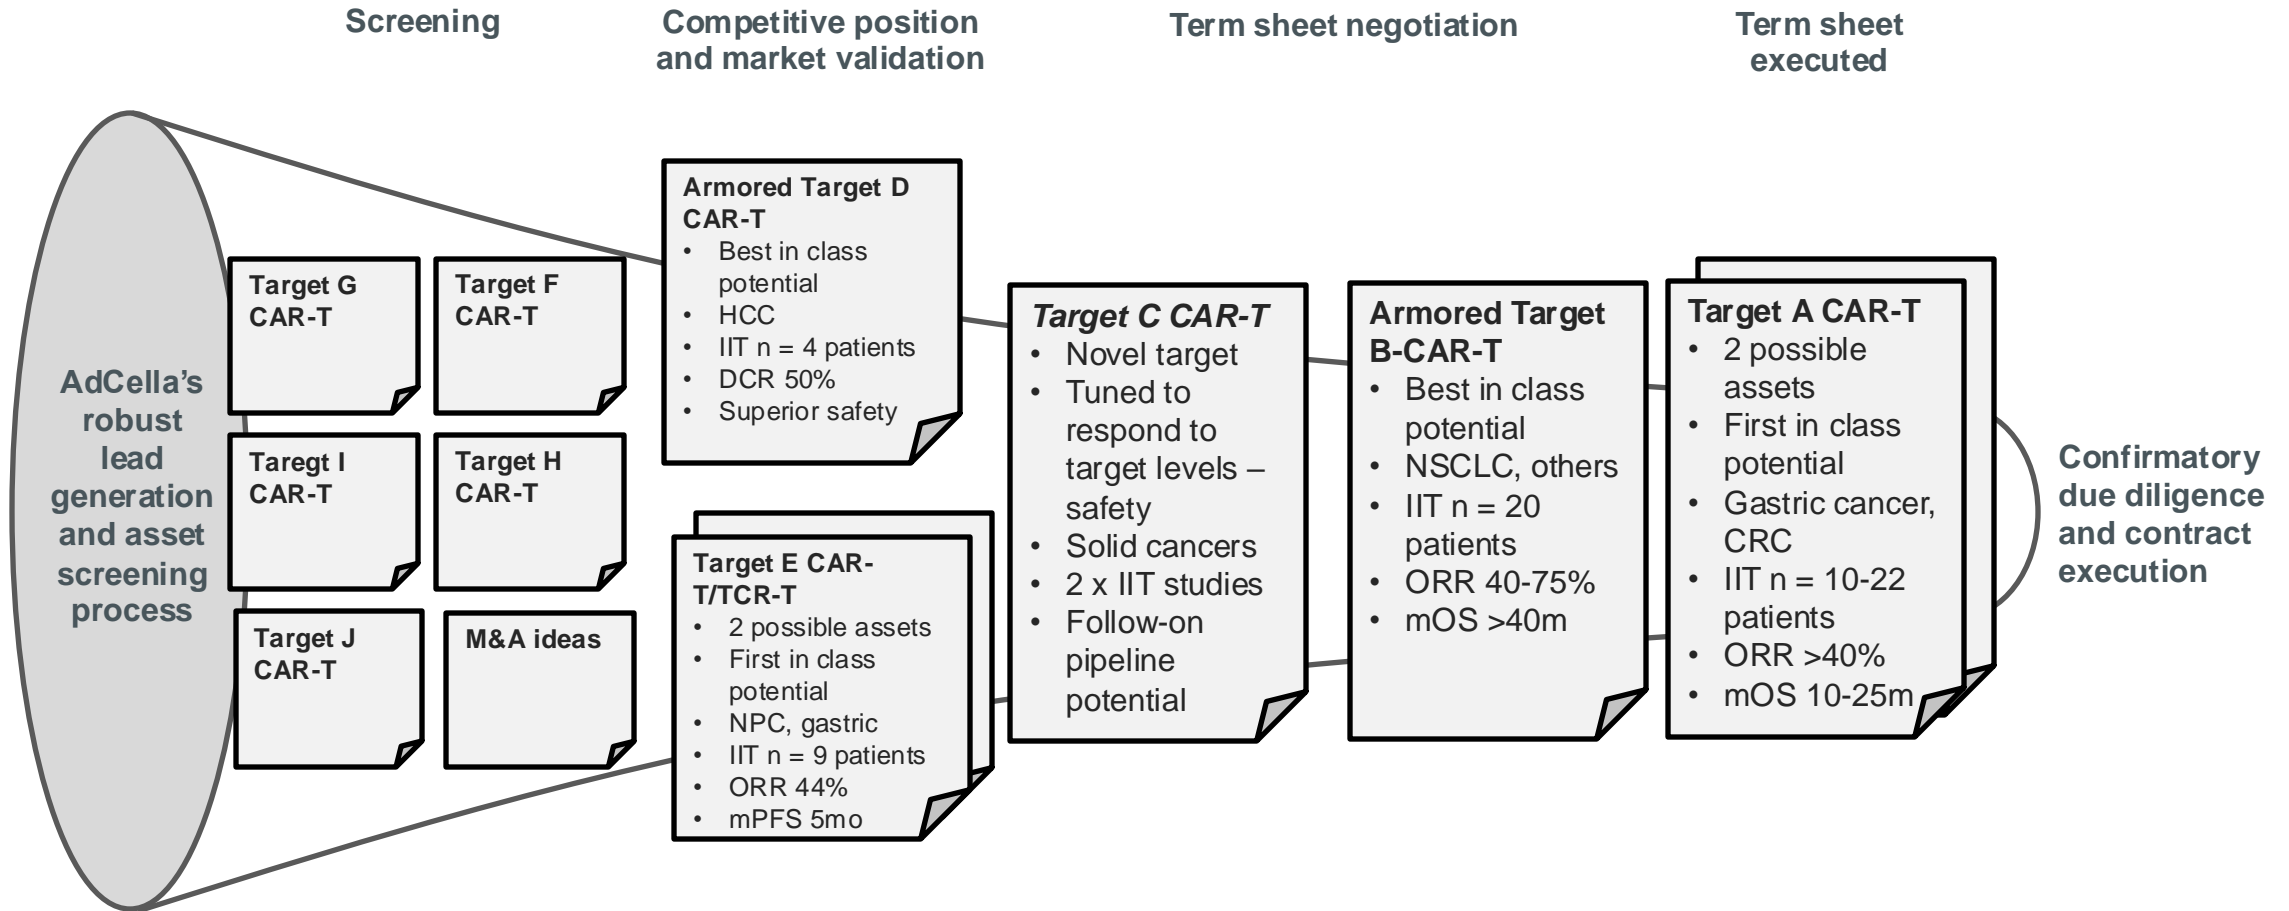 Screening
Competitive position
and market validation
Term sheet negotiation
Term sheet
executed
AdCella’s
robust
lead
generation
and asset
screening
process
Target G
CAR-T
Target F
CAR-T
Taregt I
CAR-T
Target H
CAR-T
Target J
CAR-T
M&A ideas
Armored Target D
CAR-T
• Best in class
potential
• HCC
• IIT n = 4 patients
• DCR 50%
• Superior safety
Target E CAR-
T/TCR-T
• 2 possible assets
• First in class
potential
• NPC, gastric
• IIT n = 9 patients
• ORR 44%
• mPFS 5mo
Target C CAR-T
• Novel target
• Tuned to
respond to
target levels –
safety
• Solid cancers
• 2 x IIT studies
• Follow-on
pipeline
potential
Armored Target
B-CAR-T
• Best in class
potential
• NSCLC, others
• IIT n = 20
patients
• ORR 40-75%
• mOS >40m
Target A CAR-T
• 2 possible
assets
• First in class
potential
• Gastric cancer,
CRC
• IIT n = 10-22
patients
• ORR >40%
• mOS 10-25m
Confirmatory
due diligence
and contract
execution